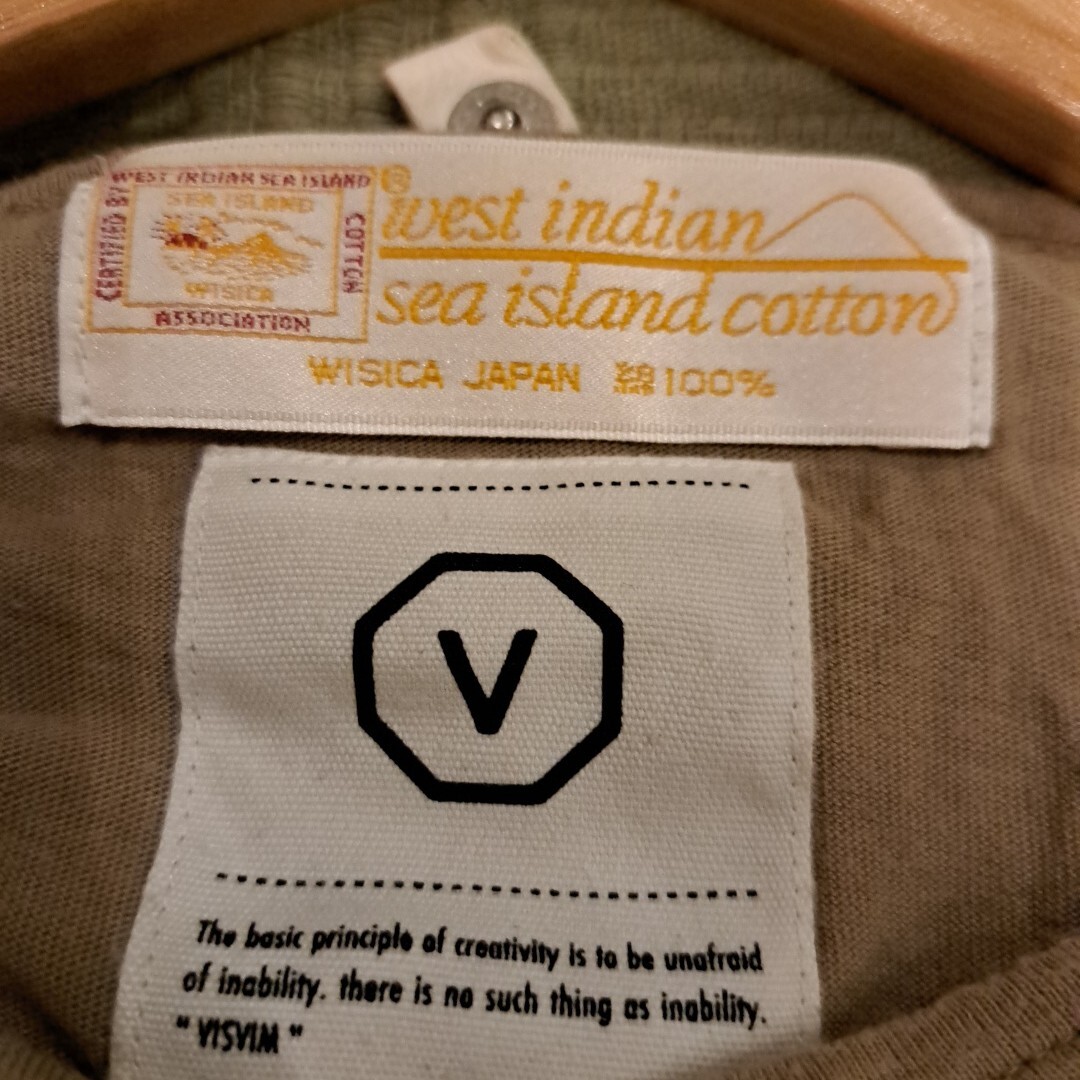 WEST INDIAN SEA ISLAND
CERTIFIED BY
SEA ISLAND
WISICA
COTTON
ASSOCIATION
®
west indian
sea island cotton
WISICA JAPAN 綿100%
V
The basic principle of creativity is to be unafraid
of inability. there is no such thing as inability.
"VISVIM"